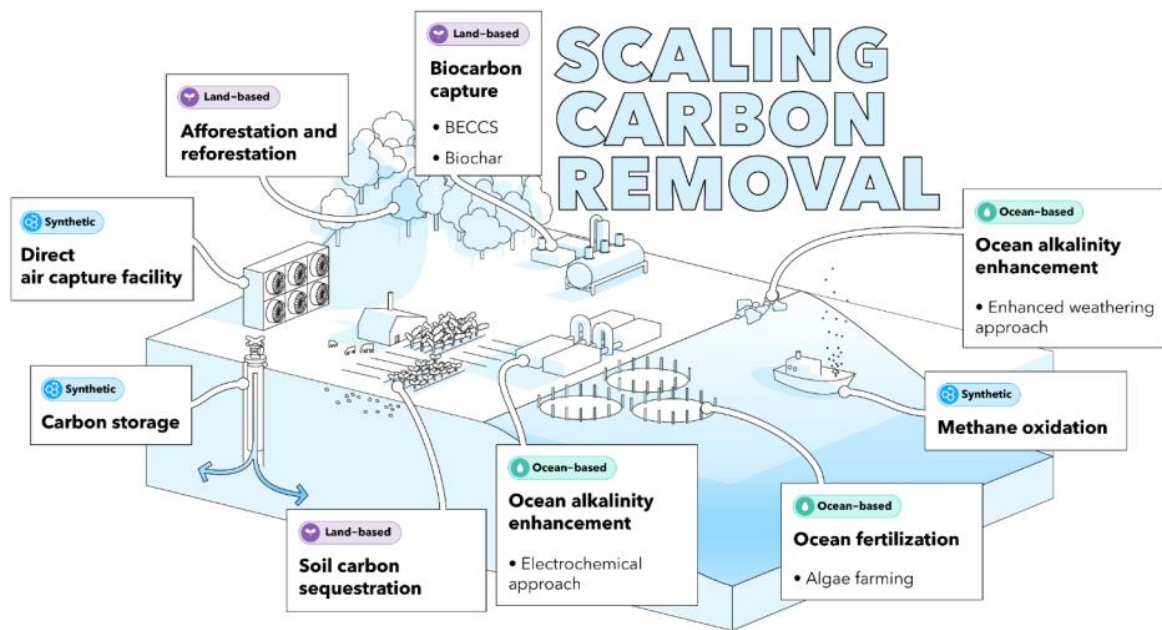 SCALING
CARBON
REMOVAL
Land-based
Biocarbon
capture
• BECCS
• Biochar
Land-based
Afforestation and
reforestation
Synthetic
Direct
air capture facility
Ocean-based
Ocean alkalinity
enhancement
• Enhanced weathering
approach
Synthetic
Carbon storage
Synthetic
Methane oxidation
Land-based
Soil carbon
sequestration
Ocean-based
Ocean alkalinity
enhancement
• Electrochemical
approach
Ocean-based
Ocean fertilization
• Algae farming